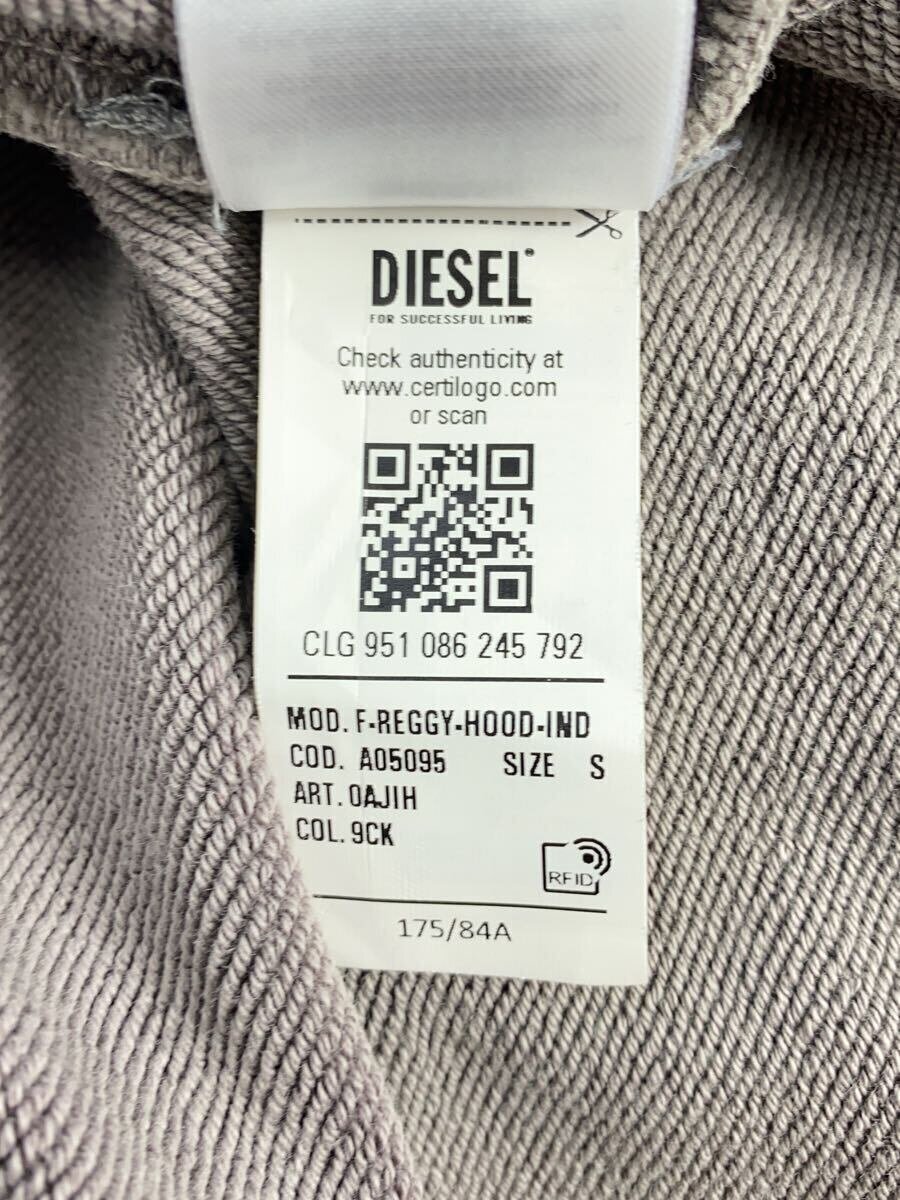 DIESEL
FOR SUCCESSFUL LIVING
Check authenticity at
www.certilogo.com
or scan
CLG 951 086 245 792
MOD. F-REGGY-HOOD-IND
COD. A05095 SIZE S
ART. 0AJIH
COL. 9CK
RFID
175/84A